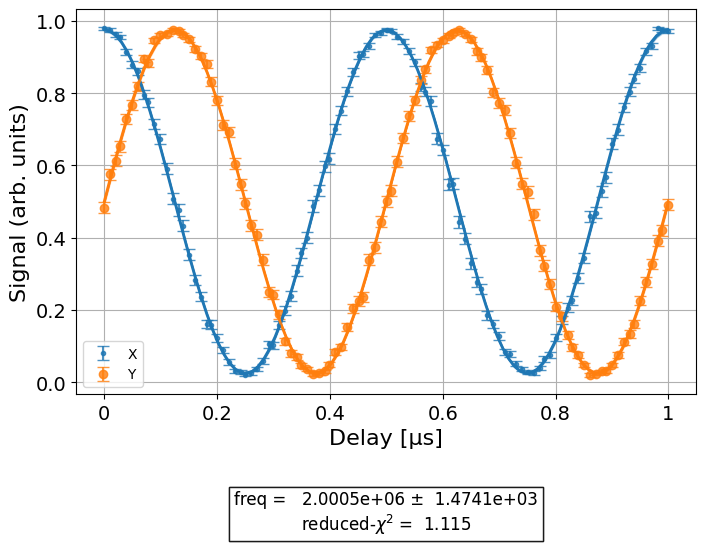 Signal (arb. units)
1.0
0.8
0.6
0.4
0.2
0.0
X
Y
0
0.2
0.4
0.6
0.8
1
Delay [μs]
freq = 2.0005e+06 ± 1.4741e+03
reduced-χ² = 1.115